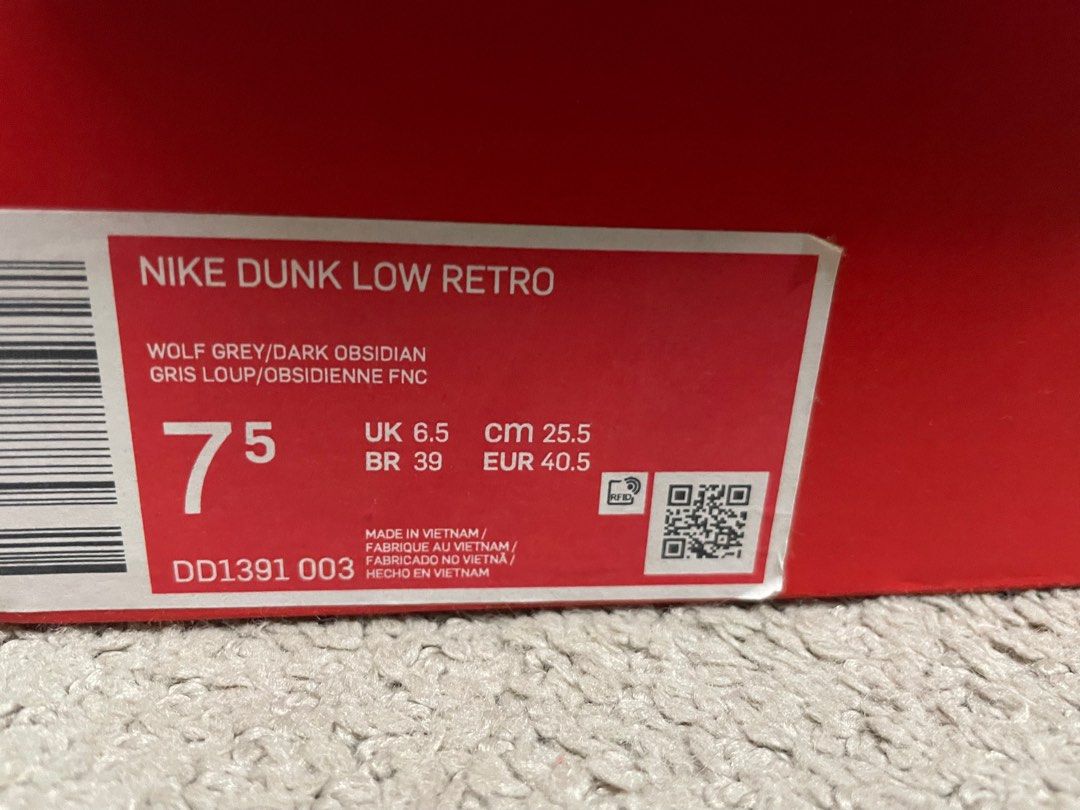 NIKE DUNK LOW RETRO
WOLF GREY/DARK OBSIDIAN
GRIS LOUP/OBSIDIENNE FNC
7 5
UK 6.5 cm 25.5
BR 39 EUR 40.5
RFID
MADE IN VIETNAM /
FABRIQUE AU VIETNAM /
FABRICADO NO VIETNÃ /
HECHO EN VIETNAM
DD1391 003